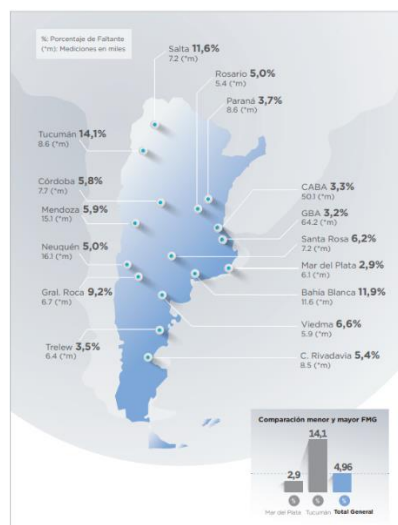 %: Porcentaje de Faltante
(*m): Mediciones en miles
Salta 11,6%
7.2 (*m)
Rosario 5,0%
5.4 (*m)
Paraná 3,7%
8.6 (*m)
Tucumán 14,1%
8.6 (*m)
Córdoba 5,8%
7.7 (*m)
Mendoza 5,9%
15.1 (*m)
Neuquén 5,0%
16.1 (*m)
Gral. Roca 9,2%
6.7 (*m)
Trelew 3,5%
6.4 (*m)
CABA 3,3%
50.1 (*m)
GBA 3,2%
64.2 (*m)
Santa Rosa 6,2%
7.2 (*m)
Mar del Plata 2,9%
6.1 (*m)
Bahía Blanca 11,9%
11.6 (*m)
Viedma 6,6%
5.9 (*m)
C. Rivadavia 5,4%
8.5 (*m)
Comparación menor y mayor FMG
14,1
2,9
4,96
% % %
Mar de Plata Tucumán Total General